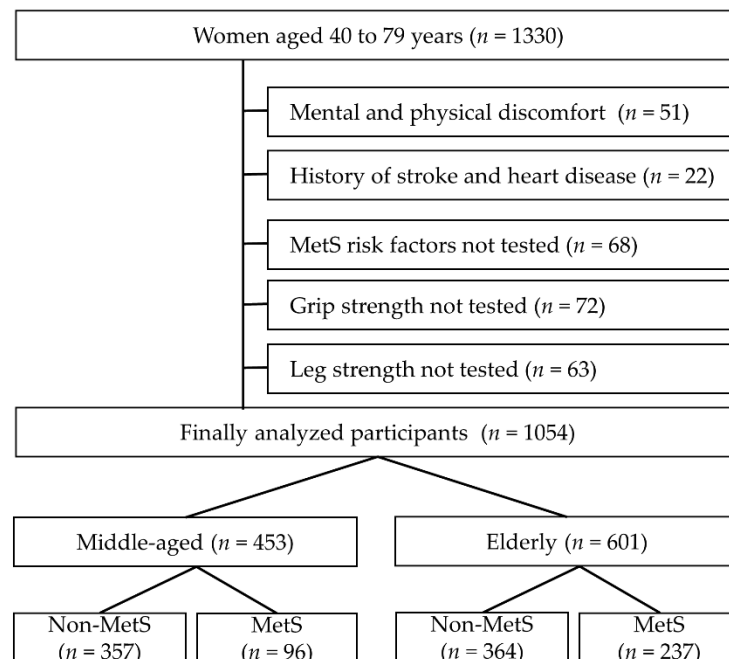 Women aged 40 to 79 years (n = 1330)
Mental and physical discomfort (n = 51)
History of stroke and heart disease (n = 22)
MetS risk factors not tested (n = 68)
Grip strength not tested (n = 72)
Leg strength not tested (n = 63)
Finally analyzed participants (n = 1054)
Middle-aged (n = 453)
Elderly (n = 601)
Non-MetS
(n = 357)
MetS
(n = 96)
Non-MetS
(n = 364)
MetS
(n = 237)